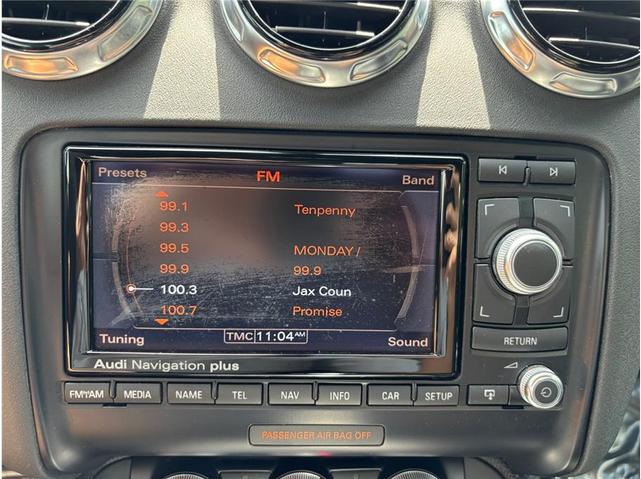 Presets FM Band
99.1 Tenpenny
99.3
99.5 MONDAY /
99.9 99.9
100.3 Jax Coun
100.7 Promise
Tuning TMC 11:04 AM Sound
Audi Navigation plus
RETURN
FM/AM MEDIA NAME TEL NAV INFO CAR SETUP
PASSENGER AIR BAG OFF